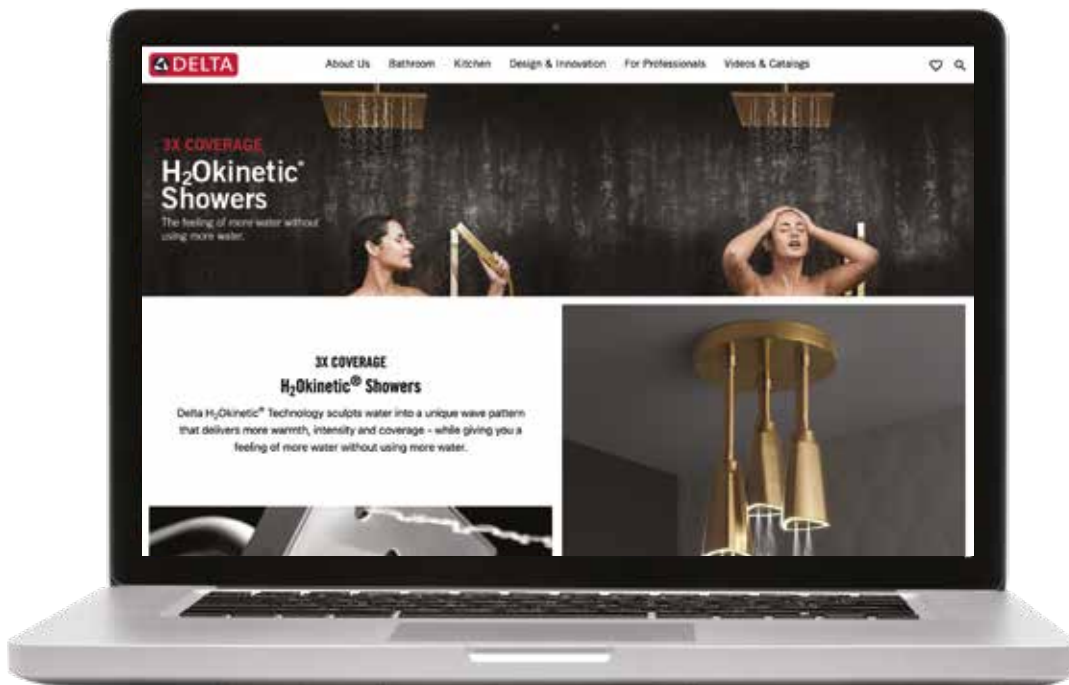 DELTA
About Us Bathroom Kitchen Design & Innovation For Professionals Videos & Catalogs
3X COVERAGE
H₂Okinetic®
Showers
The feeling of more water without
using more water.
3X COVERAGE
H₂Okinetic® Showers
Delta H₂Okinetic® Technology sculpts water into a unique wave pattern
that delivers more warmth, intensity and coverage – while giving you a
feeling of more water without using more water.